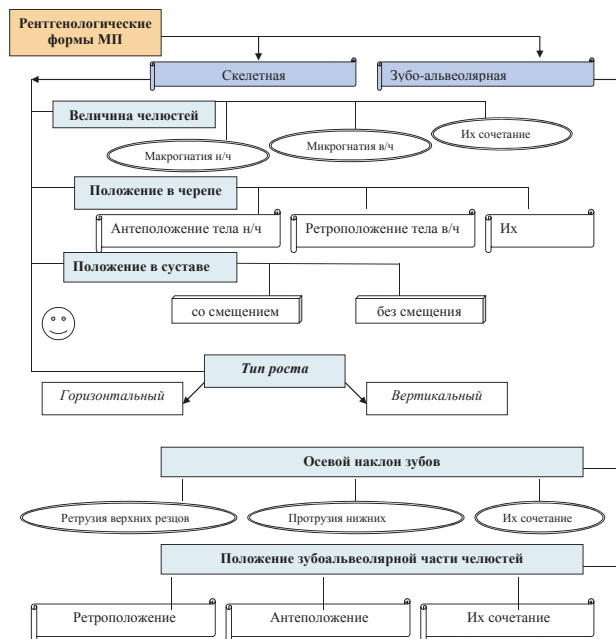 Рентгенологические
формы МП
Скелетная
Зубо-альвеолярная
Величина челюстей
Макрогнатия н/ч
Микрогнатия в/ч
Их сочетание
Положение в черепе
Антеположение тела н/ч
Ретроположение тела в/ч
Их
Положение в суставе
со смещением
без смещения
Тип роста
Горизонтальный
Вертикальный
Осевой наклон зубов
Ретрузия верхних резцов
Протрузия нижних
Их сочетание
Положение зубоальвеолярной части челюстей
Ретроположение
Антеположение
Их сочетание